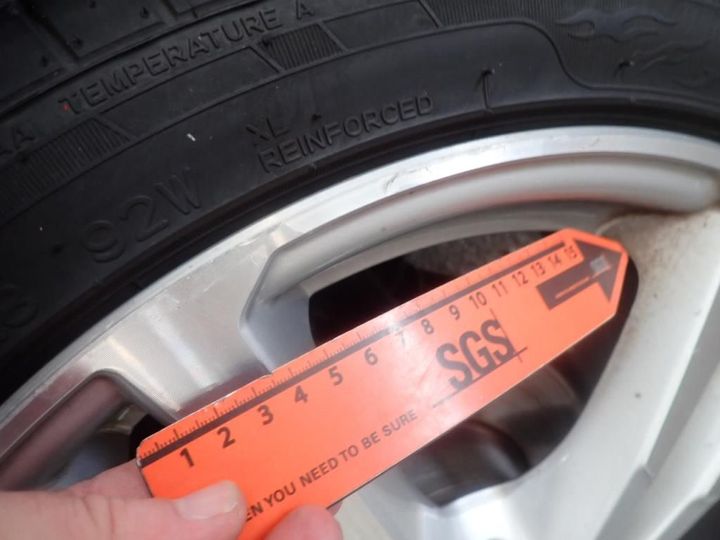 TEMPERATURE A
XL
REINFORCED
92W
1 2 3 4 5 6 7 8 9 10 11 12 13 14 15
SGS
YOU NEED TO BE SURE